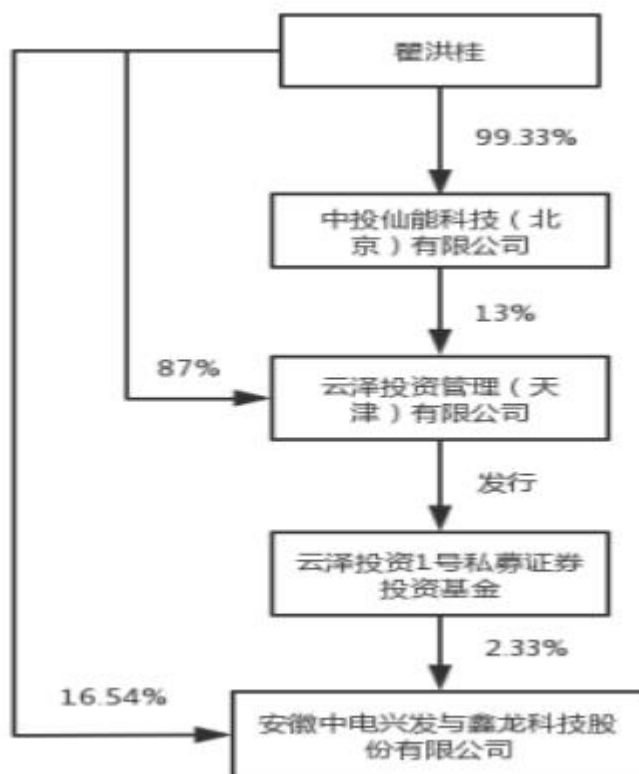 瞿洪桂
99.33%
中投仙能科技（北
京）有限公司
13%
87%
云泽投资管理（天
津）有限公司
发行
云泽投资1号私募证券
投资基金
2.33%
16.54%
安徽中电兴发与鑫龙科技股
份有限公司